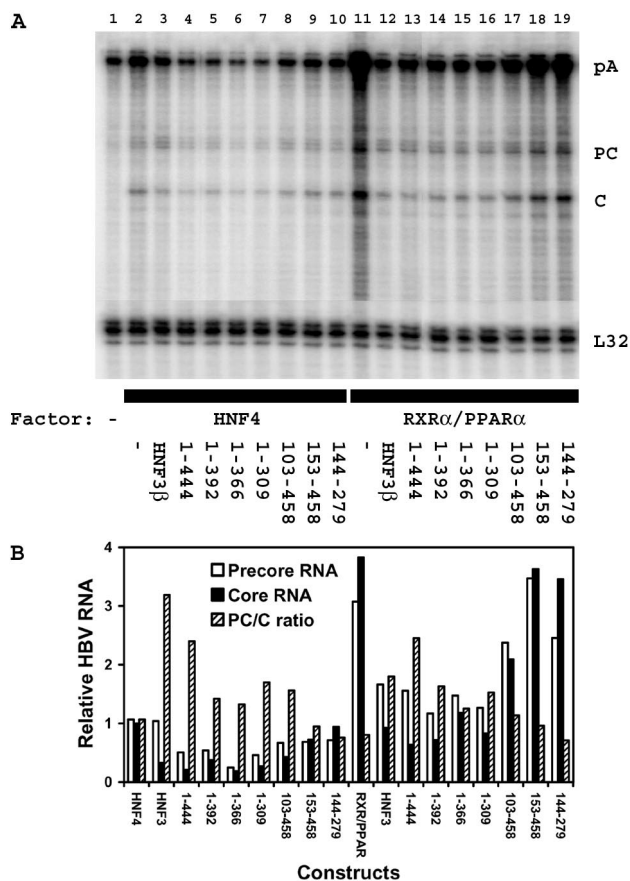 A
1 2 3 4 5 6 7 8 9 10 11 12 13 14 15 16 17 18 19
pA
PC
C
L32
Factor: - HNF4 RXRα/PPARα
- HNF3β 1-444 1-392 1-366 1-309 103-458 153-458 144-279 - HNF3β 1-444 1-392 1-366 1-309 103-458 153-458 144-279
B
Relative HBV RNA
4
3
2
1
0
Precore RNA
Core RNA
PC/C ratio
HNF4 HNF3 1-444 1-392 1-366 1-309 103-458 153-458 144-279 RXR/PPAR HNF3 1-444 1-392 1-366 1-309 103-458 153-458 144-279
Constructs